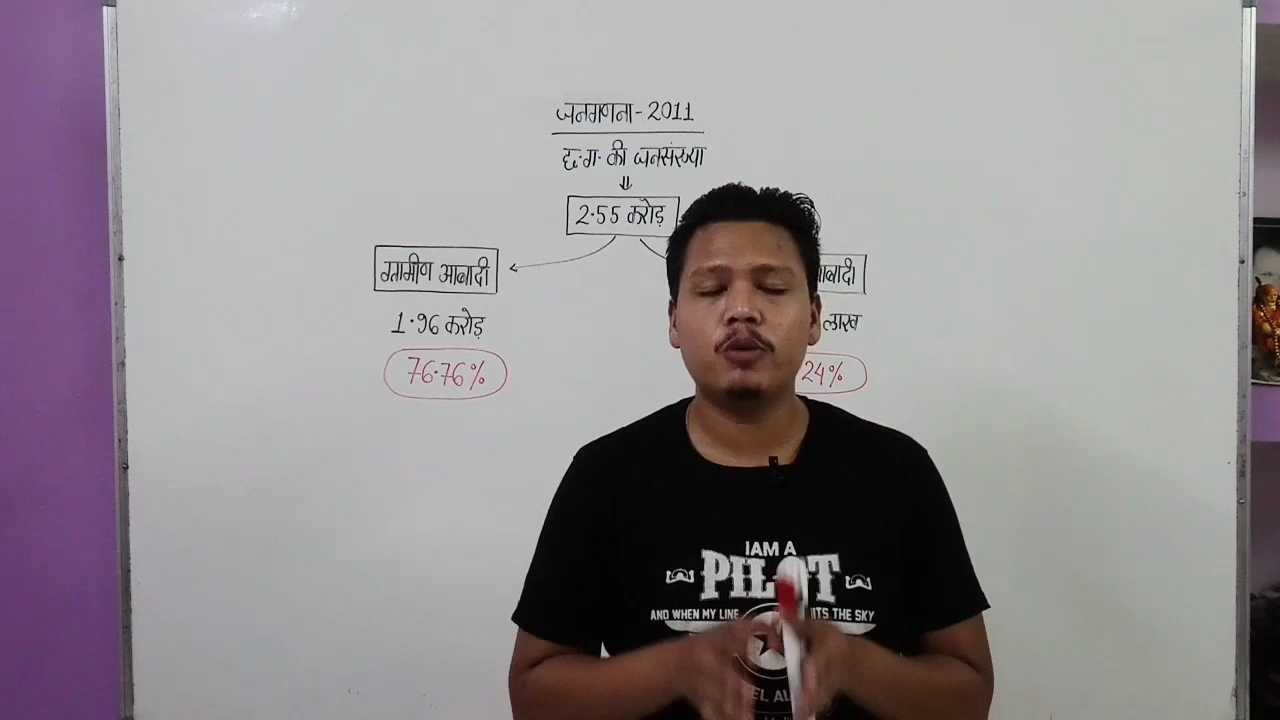 जनगणना - 2011
छ.ग. की जनसंख्या
2.55 करोड़
ग्रामीण आबादी
आबादी
1.96 करोड़
लाख
76.76%
24%
I AM A
PILOT
AND WHEN MY LINE HITS THE SKY